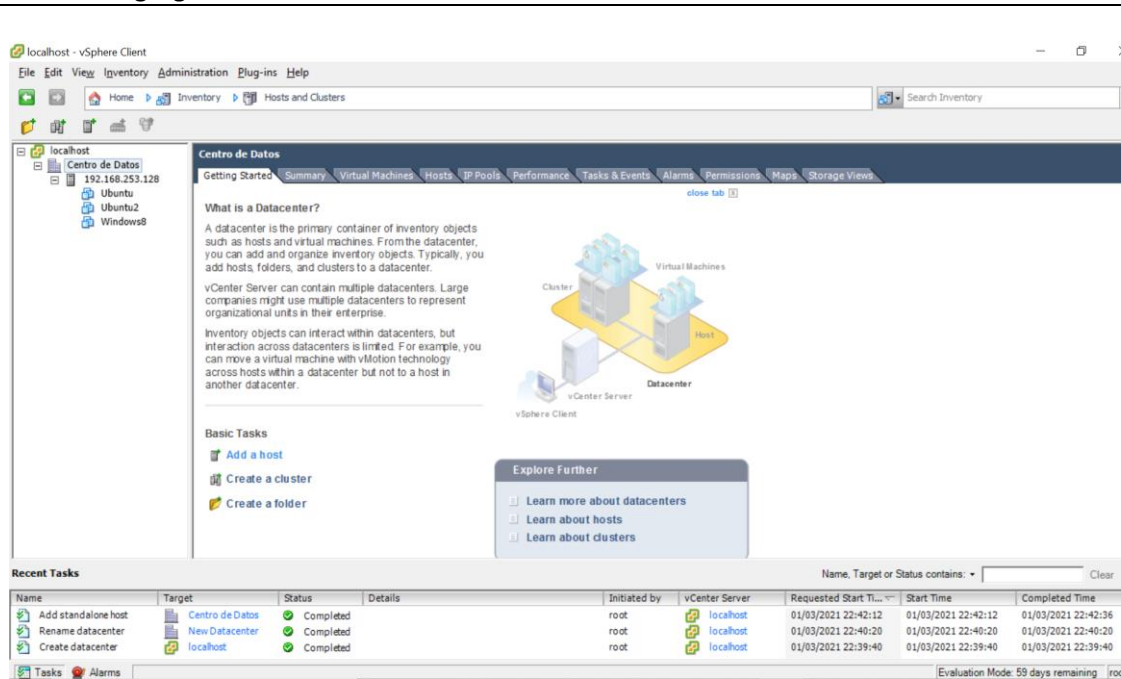 localhost - vSphere Client
File Edit View Inventory Administration Plug-ins Help
Home Inventory Hosts and Clusters
Search Inventory
localhost
Centro de Datos
192.168.253.128
Ubuntu
Ubuntu2
Windows8
Centro de Datos
Getting Started Summary Virtual Machines Hosts IP Pools Performance Tasks & Events Alarms Permissions Maps Storage Views
close tab
What is a Datacenter?
A datacenter is the primary container of inventory objects
such as hosts and virtual machines. From the datacenter,
you can add and organize inventory objects. Typically, you
add hosts, folders, and clusters to a datacenter.
vCenter Server can contain multiple datacenters. Large
companies might use multiple datacenters to represent
organizational units in their enterprise.
Inventory objects can interact within datacenters, but
interaction across datacenters is limited. For example, you
can move a virtual machine with vMotion technology
across hosts within a datacenter but not to a host in
another datacenter.
Virtual Machines
Cluster
Host
Datacenter
vCenter Server
vSphere Client
Basic Tasks
Add a host
Create a cluster
Create a folder
Explore Further
Learn more about datacenters
Learn about hosts
Learn about clusters
Recent Tasks
Name, Target or Status contains: Clear
Name Target Status Details Initiated by vCenter Server Requested Start Ti... Start Time Completed Time
Add standalone host Centro de Datos Completed root localhost 01/03/2021 22:42:12 01/03/2021 22:42:12 01/03/2021 22:42:36
Rename datacenter New Datacenter Completed root localhost 01/03/2021 22:40:20 01/03/2021 22:40:20 01/03/2021 22:40:20
Create datacenter localhost Completed root localhost 01/03/2021 22:39:40 01/03/2021 22:39:40 01/03/2021 22:39:40
Tasks Alarms Evaluation Mode: 59 days remaining